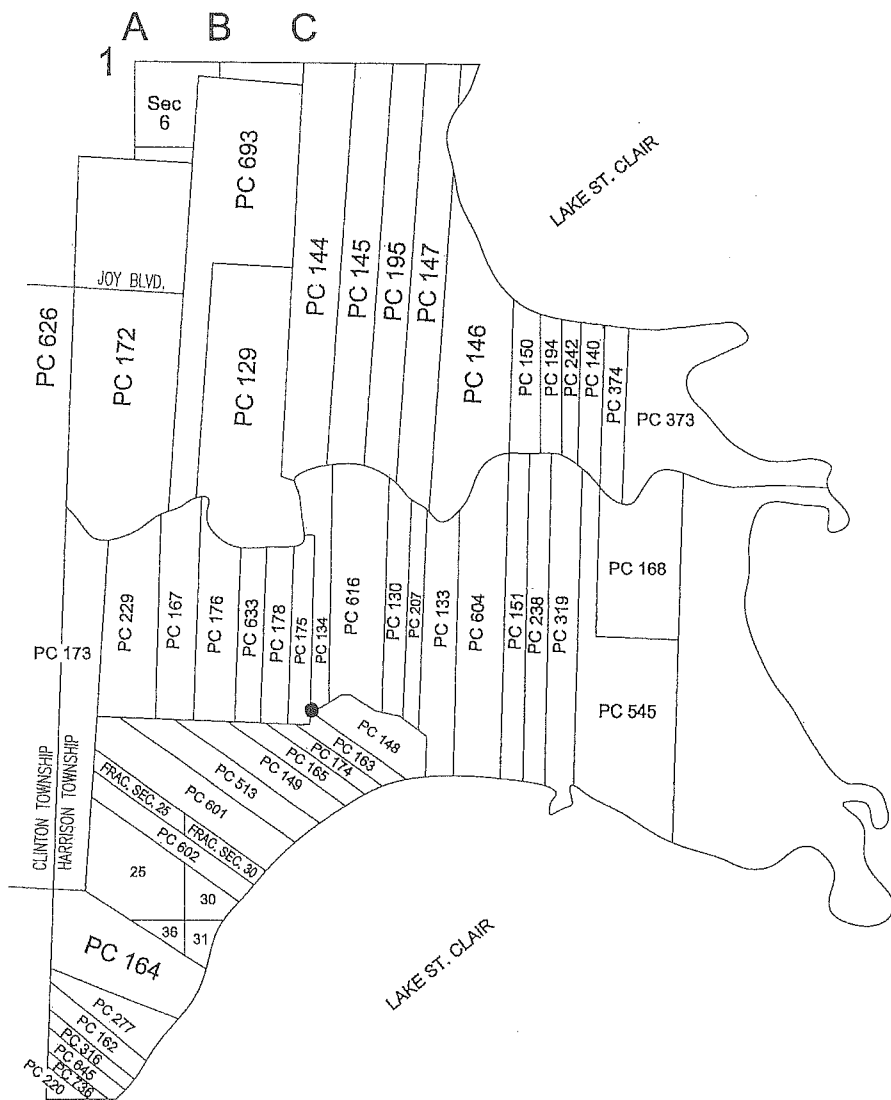 A B C
1
Sec
6
PC 693
LAKE ST. CLAIR
PC 144
PC 145
PC 195
PC 147
JOY BLVD.
PC 626
PC 172
PC 129
PC 146
PC 150
PC 194
PC 242
PC 140
PC 374
PC 373
PC 173
PC 229
PC 167
PC 176
PC 633
PC 178
PC 175
PC 134
PC 616
PC 130
PC 207
PC 133
PC 604
PC 151
PC 238
PC 319
PC 168
PC 545
PC 148
PC 163
PC 174
PC 165
PC 149
PC 513
PC 601
FRAC. SEC. 25
FRAC. SEC. 30
PC 602
CLINTON TOWNSHIP
HARRISON TOWNSHIP
25
30
36
31
PC 164
LAKE ST. CLAIR
PC 277
PC 162
PC 316
PC 645
PC 736
PC 220